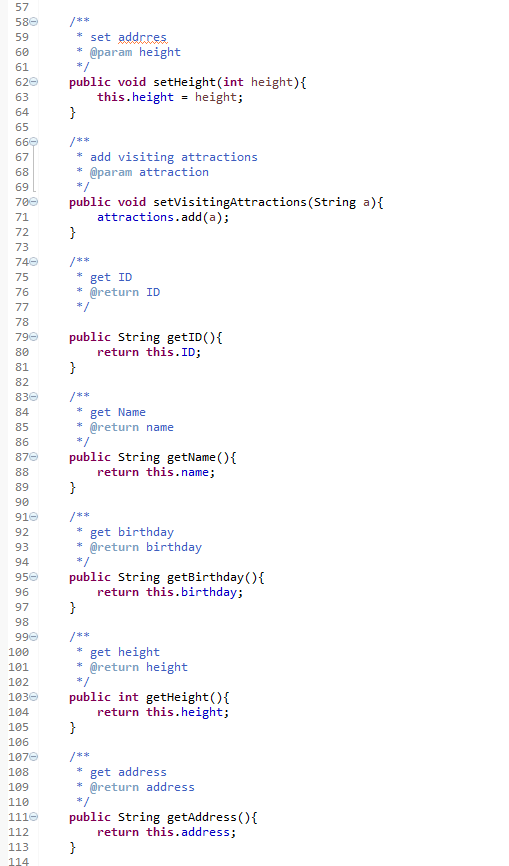 57
58 /**
59 * set addrres
60 * @param height
61 */
62 public void setHeight(int height){
63 this.height = height;
64 }
65
66 /**
67 * add visiting attractions
68 * @param attraction
69 */
70 public void setVisitingAttractions(String a){
71 attractions.add(a);
72 }
73
74 /**
75 * get ID
76 * @return ID
77 */
78
79 public String getID(){
80 return this.ID;
81 }
82
83 /**
84 * get Name
85 * @return name
86 */
87 public String getName(){
88 return this.name;
89 }
90
91 /**
92 * get birthday
93 * @return birthday
94 */
95 public String getBirthday(){
96 return this.birthday;
97 }
98
99 /**
100 * get height
101 * @return height
102 */
103 public int getHeight(){
104 return this.height;
105 }
106
107 /**
108 * get address
109 * @return address
110 */
111 public String getAddress(){
112 return this.address;
113 }
114